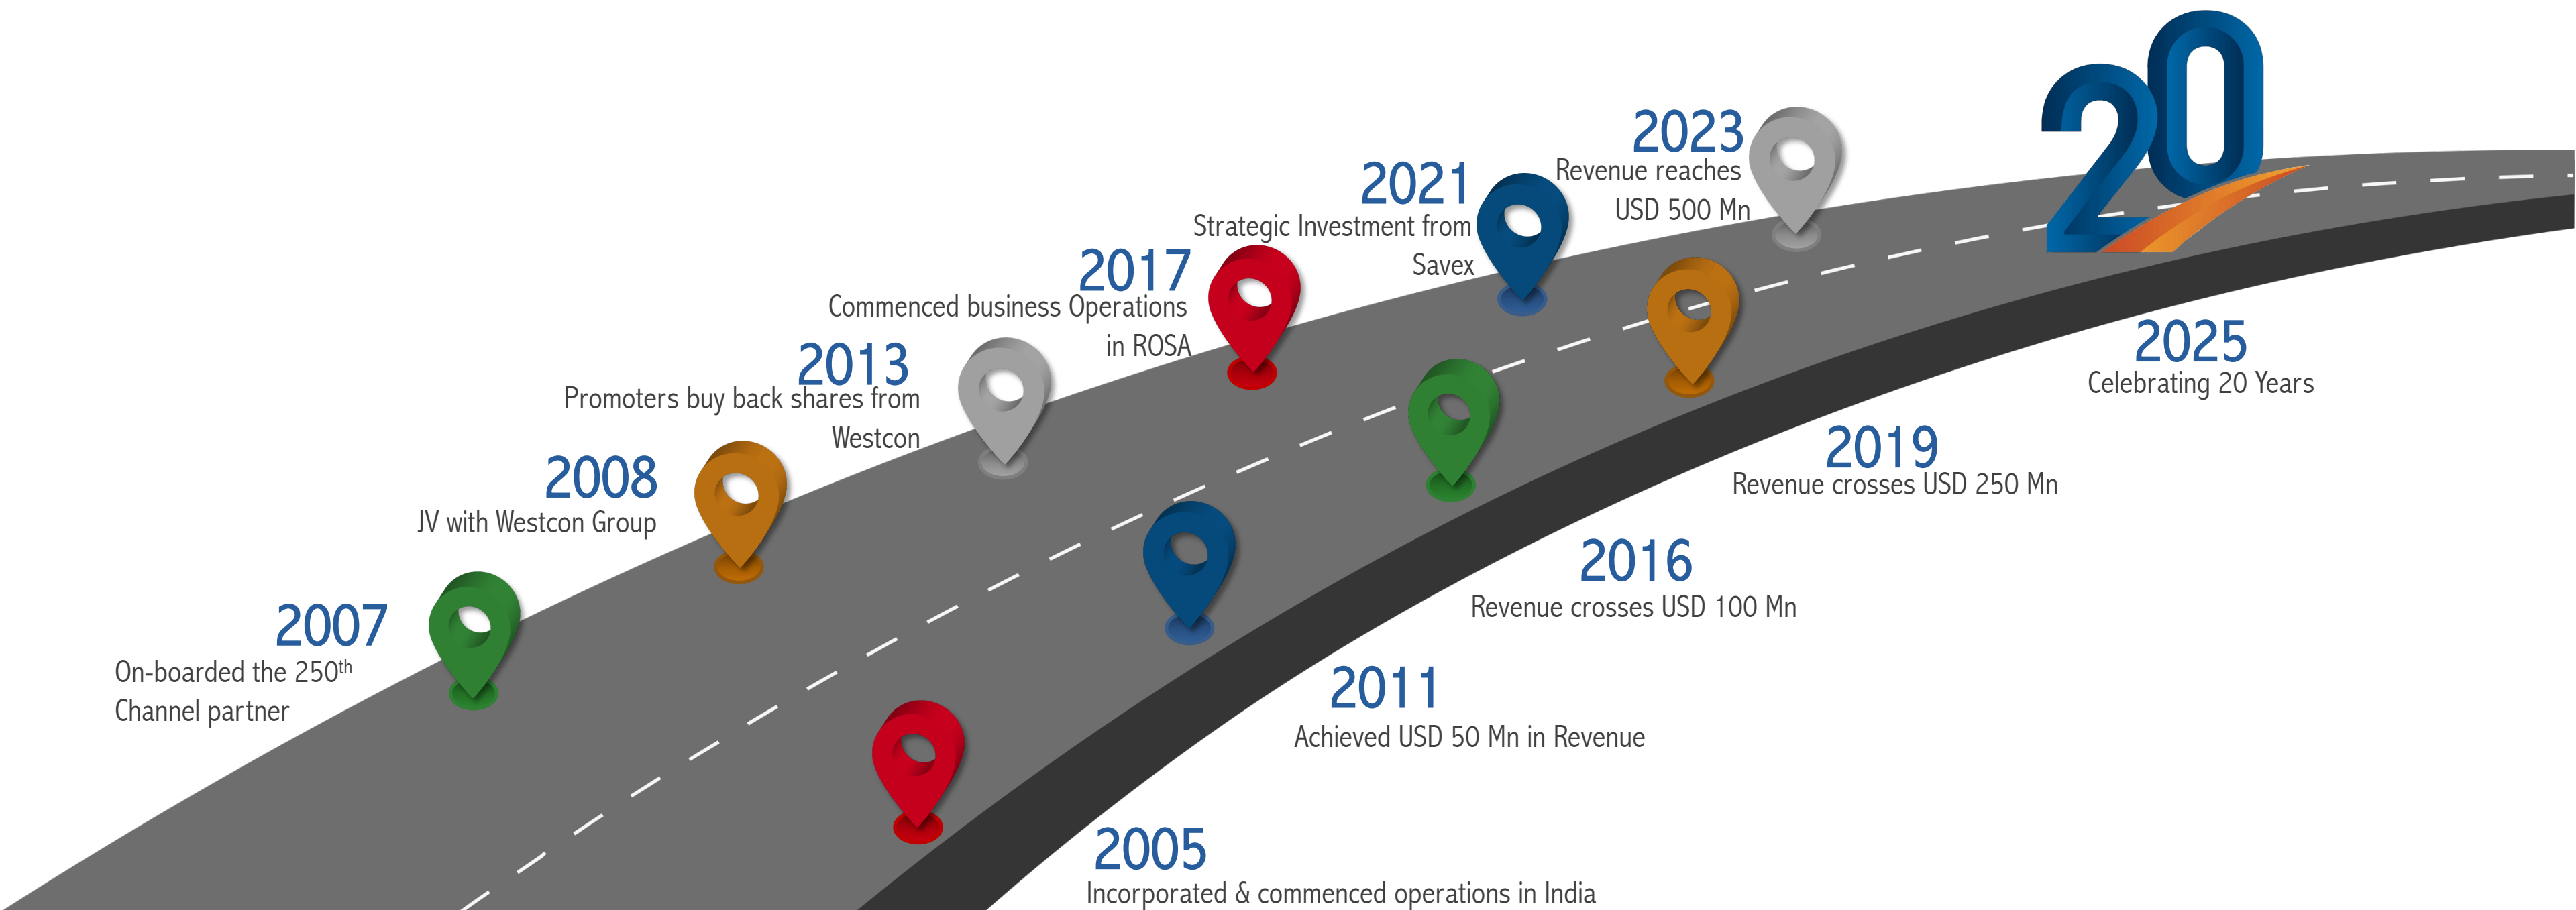 20
2023
Revenue reaches
USD 500 Mn
2021
Strategic Investment from
Savex
2017
Commenced business Operations
in ROSA
2013
Promoters buy back shares from
Westcon
2008
JV with Westcon Group
2007
On-boarded the 250th
Channel partner
2025
Celebrating 20 Years
2019
Revenue crosses USD 250 Mn
2016
Revenue crosses USD 100 Mn
2011
Achieved USD 50 Mn in Revenue
2005
Incorporated & commenced operations in India